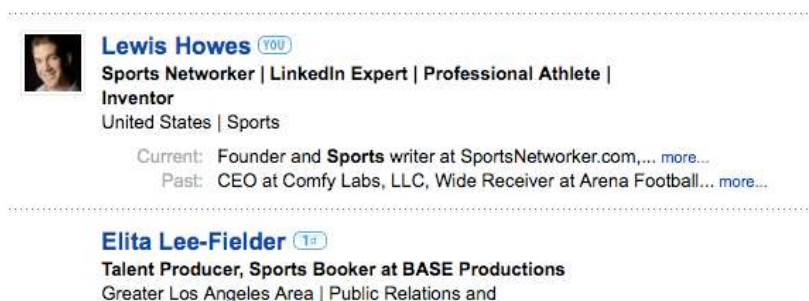 Lewis Howes YOU
Sports Networker | LinkedIn Expert | Professional Athlete |
Inventor
United States | Sports
Current: Founder and Sports writer at SportsNetworker.com,... more...
Past: CEO at Comfy Labs, LLC, Wide Receiver at Arena Football... more...
Elita Lee-Fielder 1st
Talent Producer, Sports Booker at BASE Productions
Greater Los Angeles Area | Public Relations and